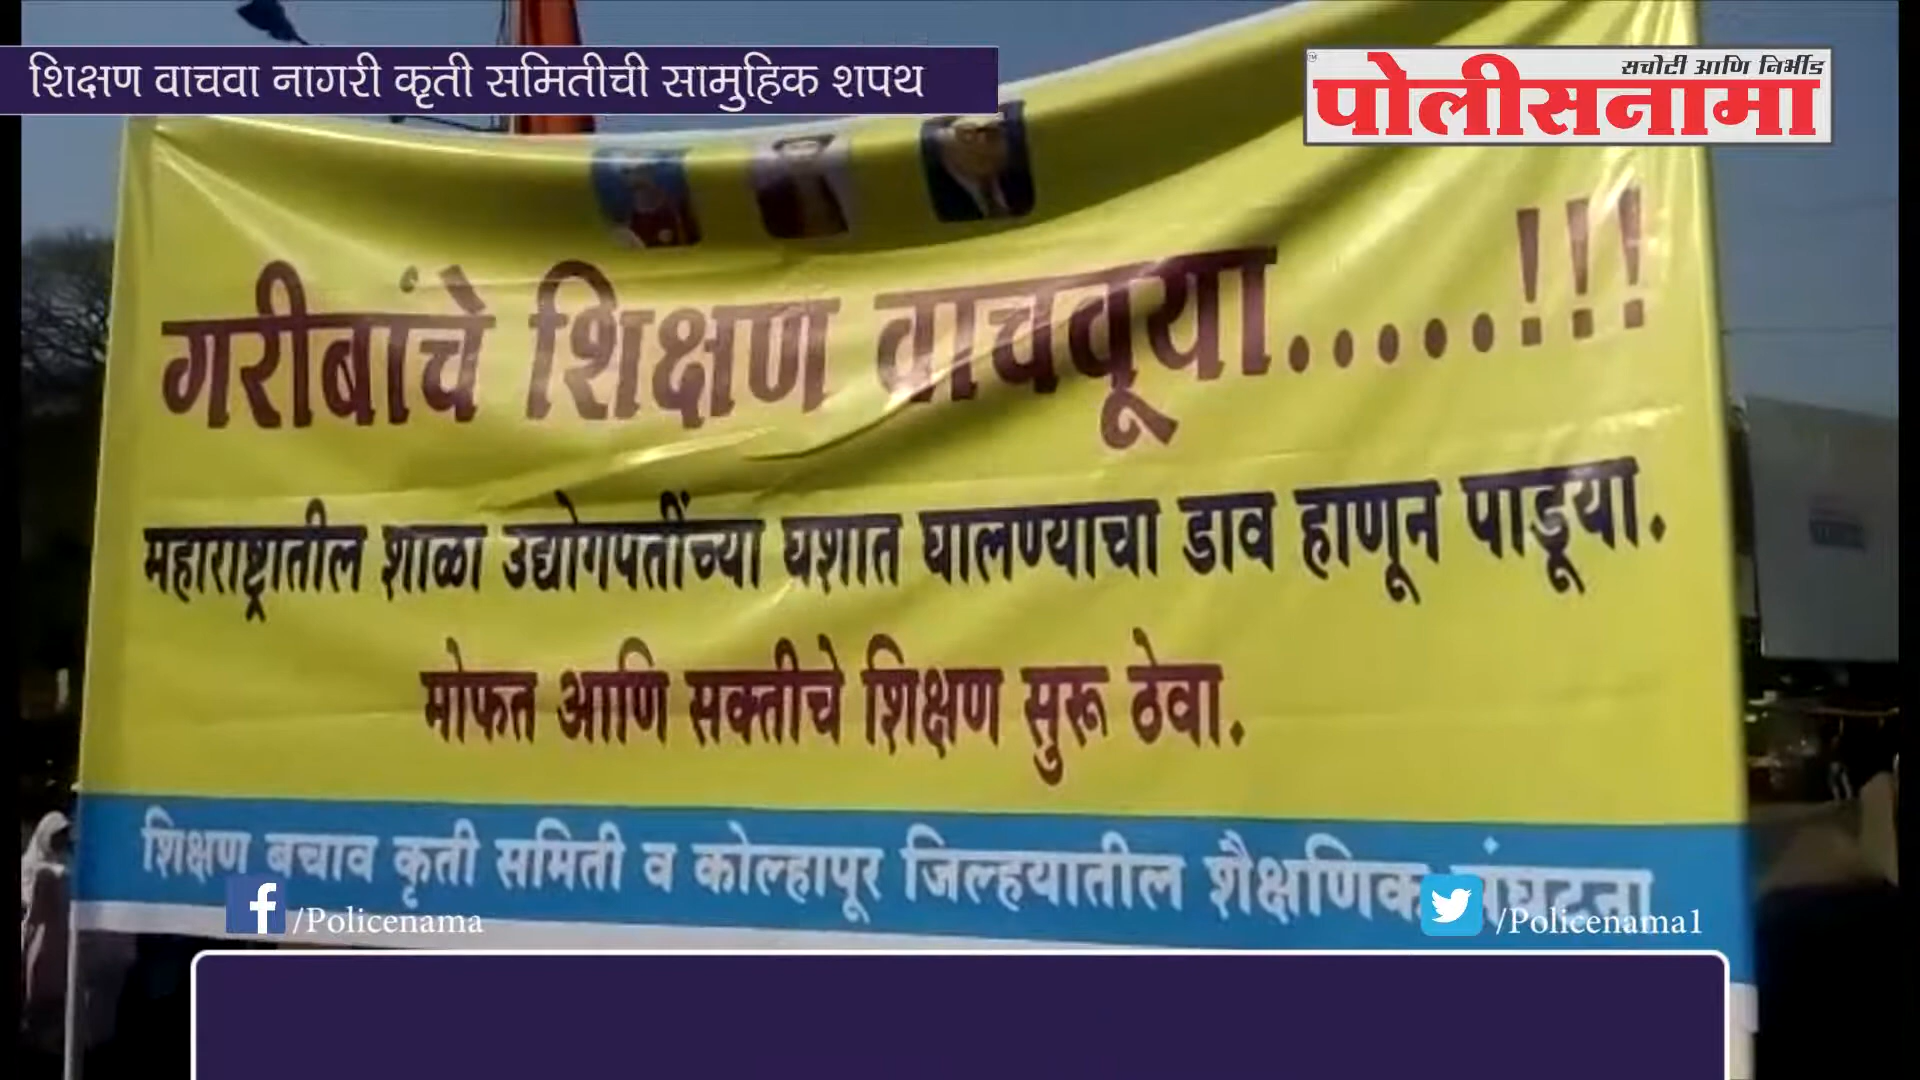 शिक्षण वाचवा नागरी कृती समितीची सामुहिक शपथ
सचोटी आणि निर्भीड
पोलीसनामा
गरीबांचे शिक्षण वाचवूया.....!!!
महाराष्ट्रातील शाळा उद्योगपतींच्या घशात घालण्याचा डाव हाणून पाडूया.
मोफत आणि सक्तीचे शिक्षण सुरू ठेवा.
शिक्षण बचाव कृती समिती व कोल्हापूर जिल्हयातील शैक्षणिक संघटना
/Policenama
/Policenama1